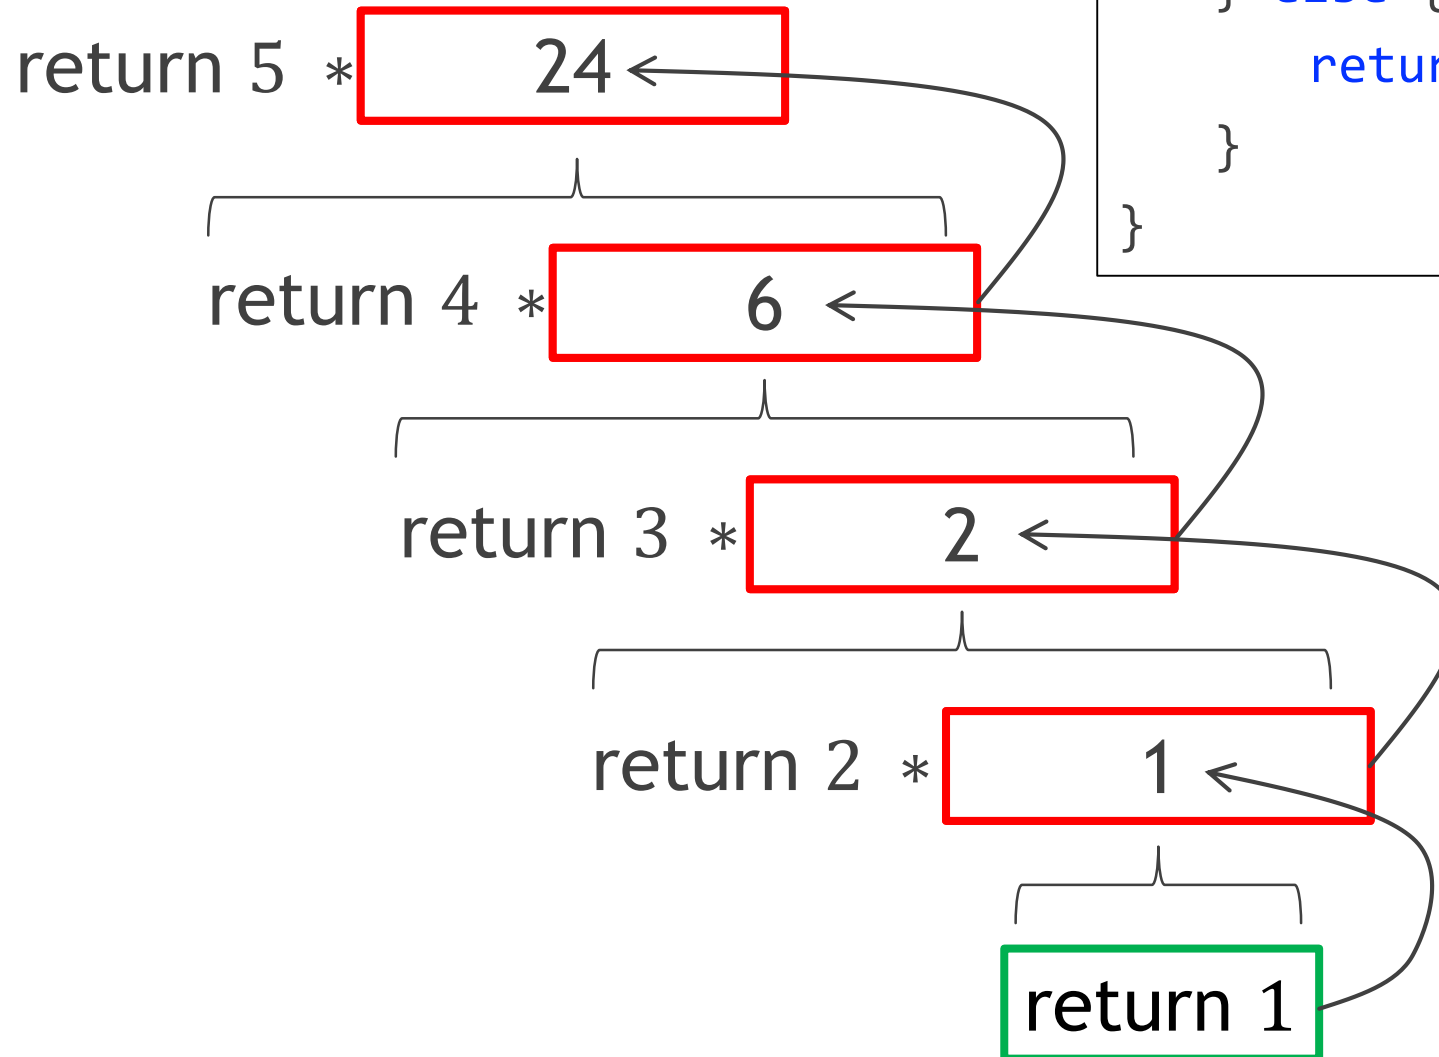 return 5 * 24
return 4 * 6
return 3 * 2
return 2 * 1
return 1
}
}